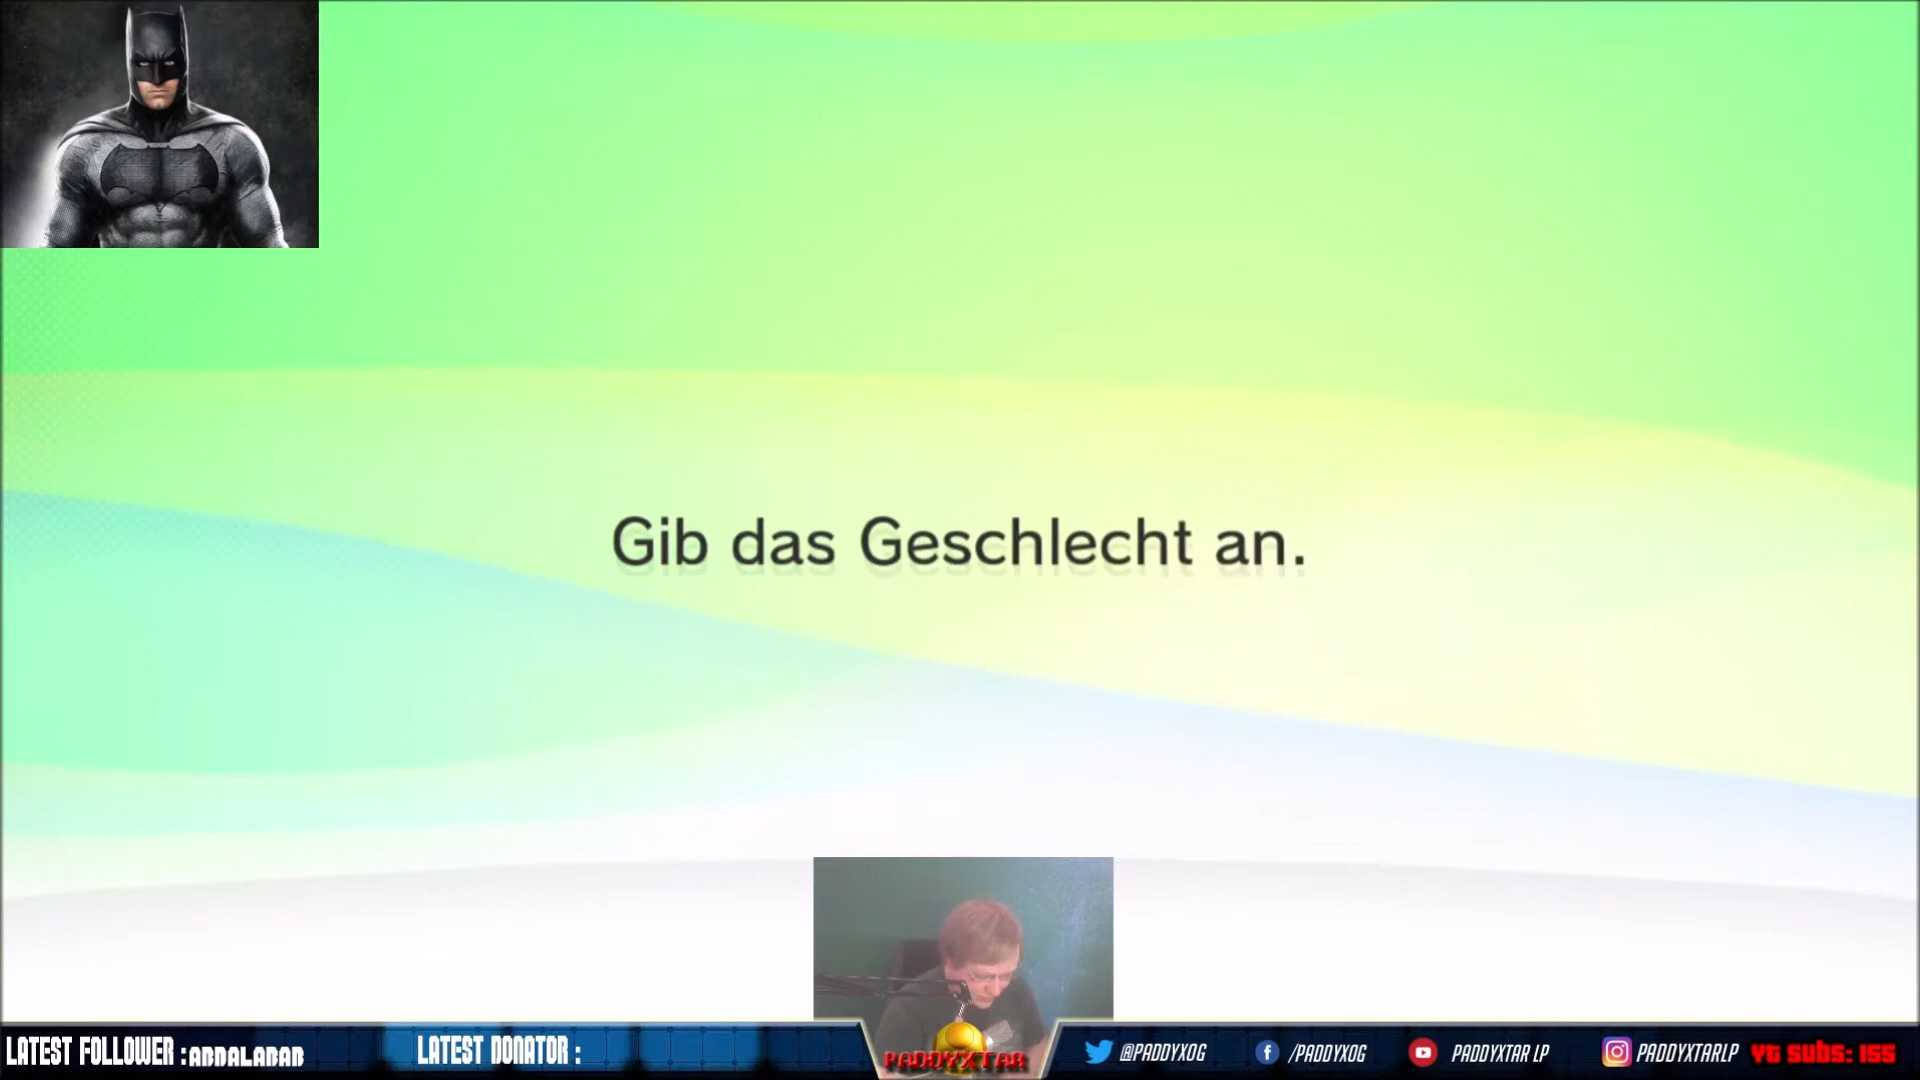 Gib das Geschlecht an.
LATEST FOLLOWER : ABDALABAB
LATEST DONATOR :
PADDYXTAR
@PADDYXOG
/PADDYXOG
PADDYXTAR LP
PADDYXTARLP
YT SUBS: 155